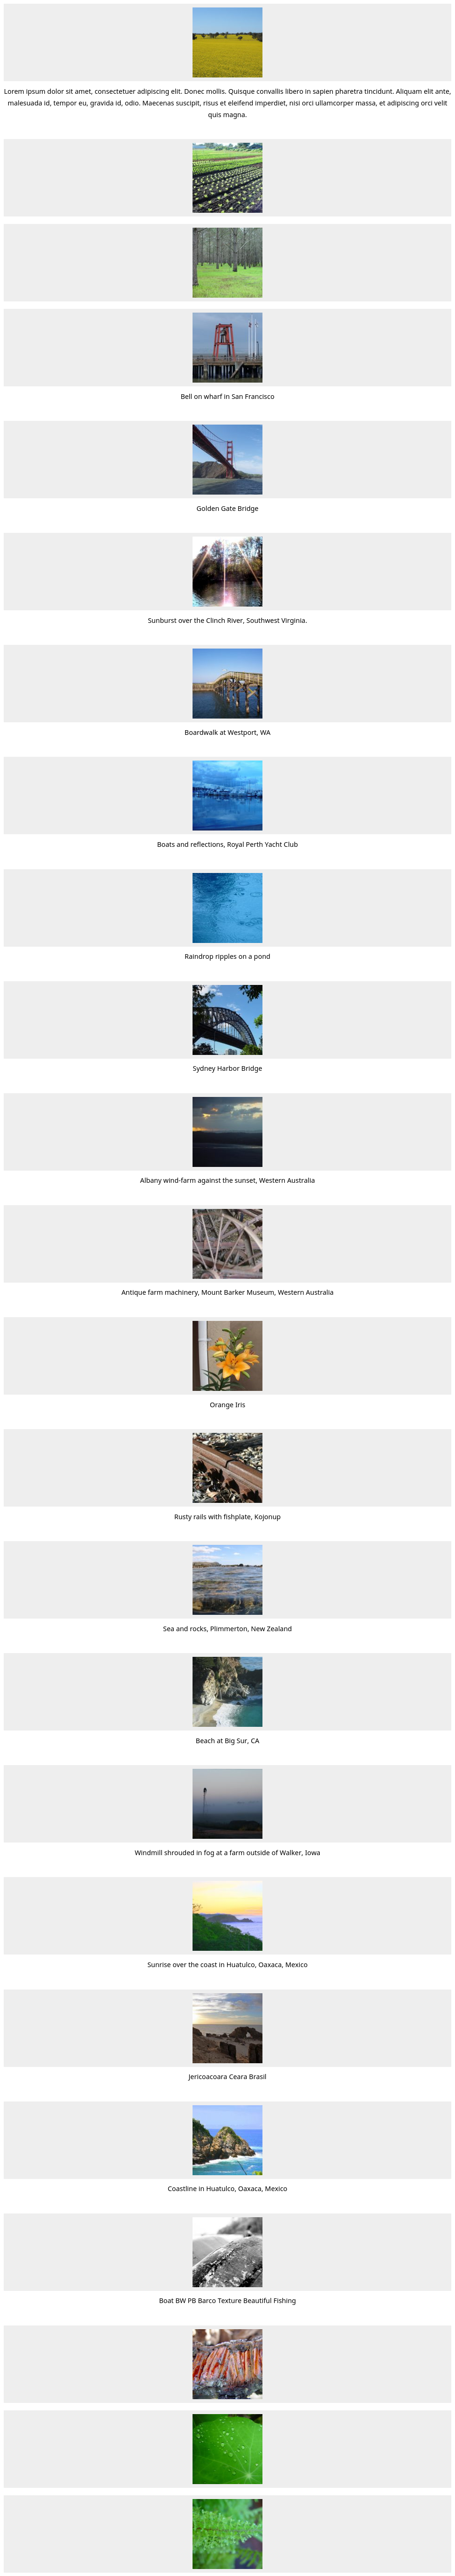 Lorem ipsum dolor sit amet, consectetuer adipiscing elit. Donec mollis. Quisque convallis libero in sapien pharetra tincidunt. Aliquam elit ante,
malesuada id, tempor eu, gravida id, odio. Maecenas suscipit, risus et eleifend imperdiet, nisi orci ullamcorper massa, et adipiscing orci velit
quis magna.
Bell on wharf in San Francisco
Golden Gate Bridge
Sunburst over the Clinch River, Southwest Virginia.
Boardwalk at Westport, WA
Boats and reflections, Royal Perth Yacht Club
Raindrop ripples on a pond
Sydney Harbor Bridge
Albany wind-farm against the sunset, Western Australia
Antique farm machinery, Mount Barker Museum, Western Australia
Orange Iris
Rusty rails with fishplate, Kojonup
Sea and rocks, Plimmerton, New Zealand
Beach at Big Sur, CA
Windmill shrouded in fog at a farm outside of Walker, Iowa
Sunrise over the coast in Huatulco, Oaxaca, Mexico
Jericoacoara Ceara Brasil
Coastline in Huatulco, Oaxaca, Mexico
Boat BW PB Barco Texture Beautiful Fishing